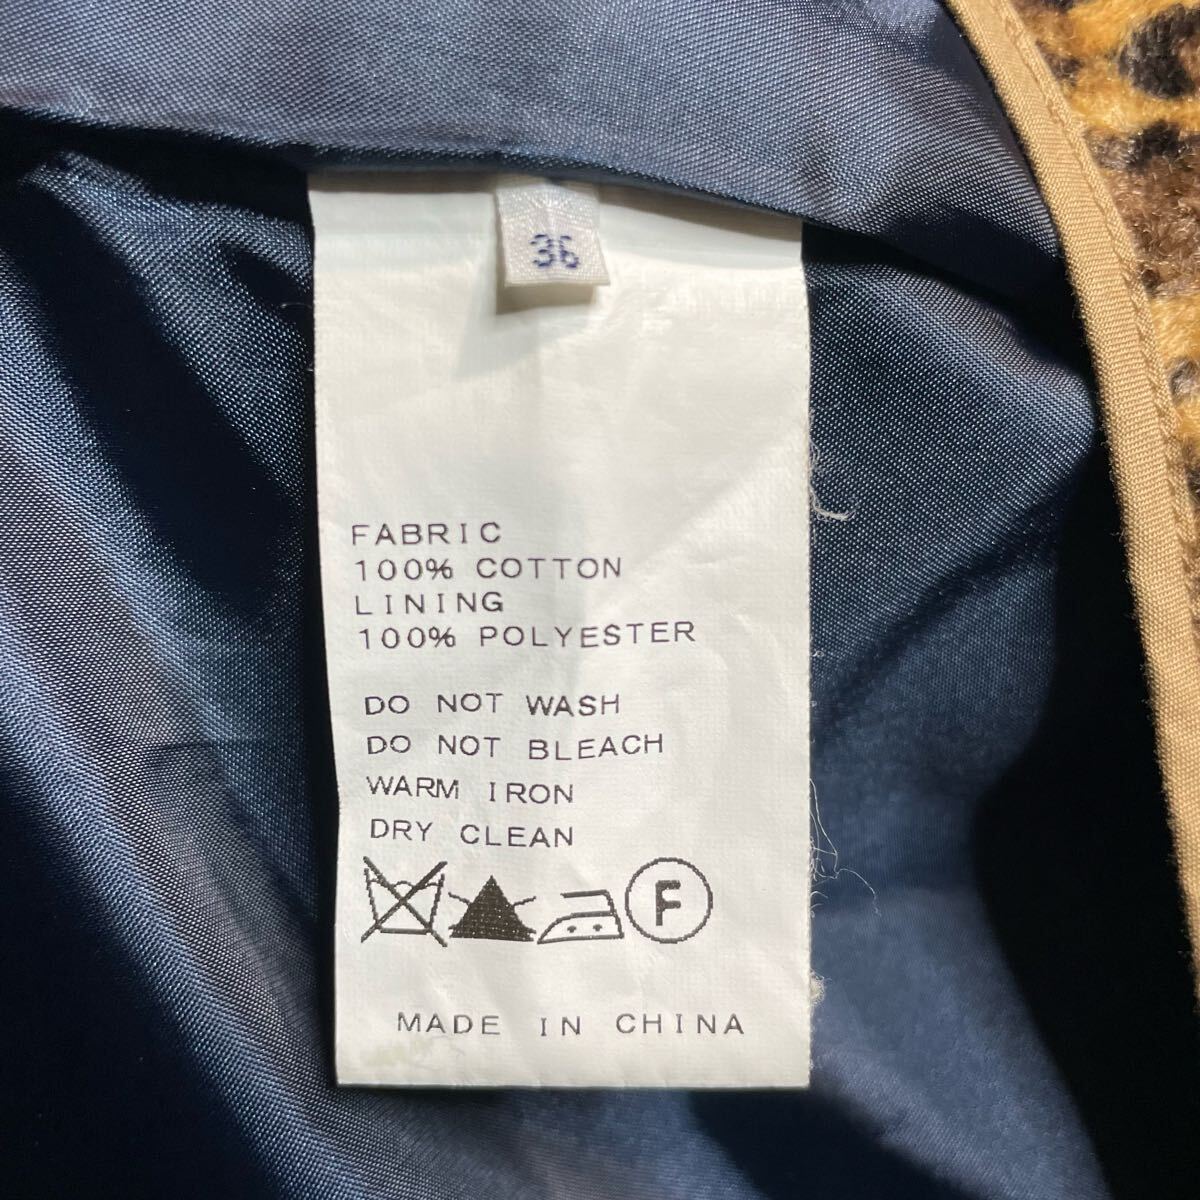 36
FABRIC
100% COTTON
LINING
100% POLYESTER
DO NOT WASH
DO NOT BLEACH
WARM IRON
DRY CLEAN
F
MADE IN CHINA